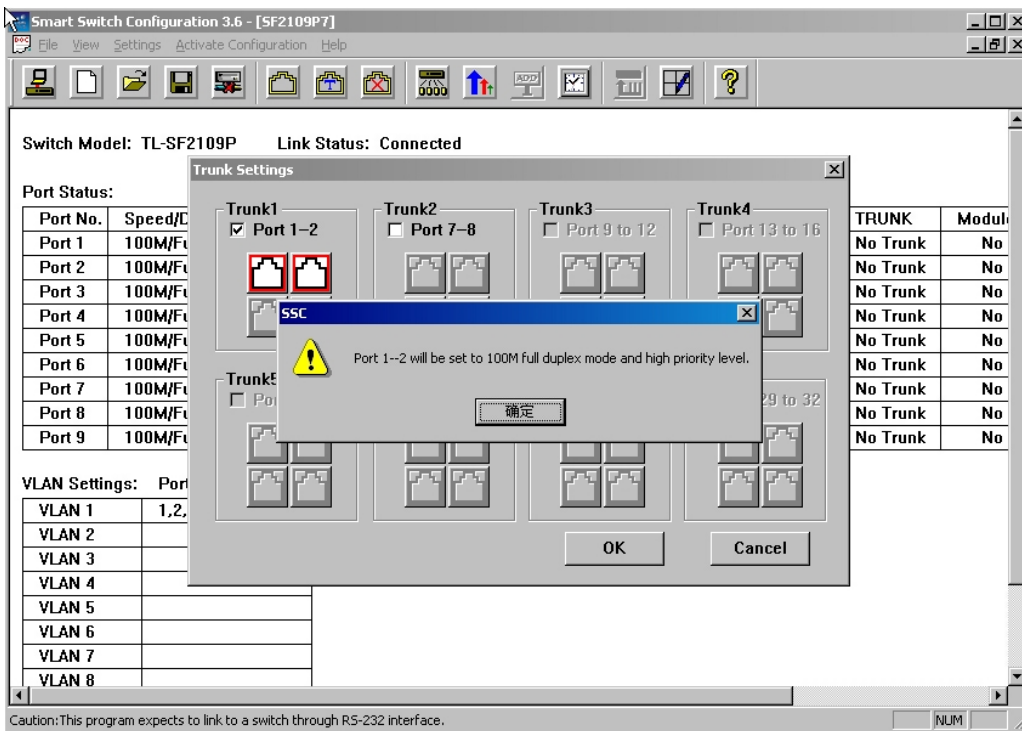 Smart Switch Configuration 3.6 - [SF2109P7]
File View Settings Activate Configuration Help
ADD
Switch Model: TL-SF2109P Link Status: Connected
Trunk Settings
Port Status:
Port No. Speed/D TRUNK Modul
Port 1 100M/Fu No Trunk No
Port 2 100M/Fu No Trunk No
Port 3 100M/Fu No Trunk No
Port 4 100M/Fu No Trunk No
Port 5 100M/Fu No Trunk No
Port 6 100M/Fu No Trunk No
Port 7 100M/Fu No Trunk No
Port 8 100M/Fu No Trunk No
Port 9 100M/Fu No Trunk No
Trunk1 Trunk2 Trunk3 Trunk4
Port 1-2 Port 7-8 Port 9 to 12 Port 13 to 16
SSC
Port 1--2 will be set to 100M full duplex mode and high priority level.
确定
Trunk5
Por 29 to 32
OK Cancel
VLAN Settings: Port
VLAN 1 1,2,
VLAN 2
VLAN 3
VLAN 4
VLAN 5
VLAN 6
VLAN 7
VLAN 8
Caution:This program expects to link to a switch through RS-232 interface.
NUM